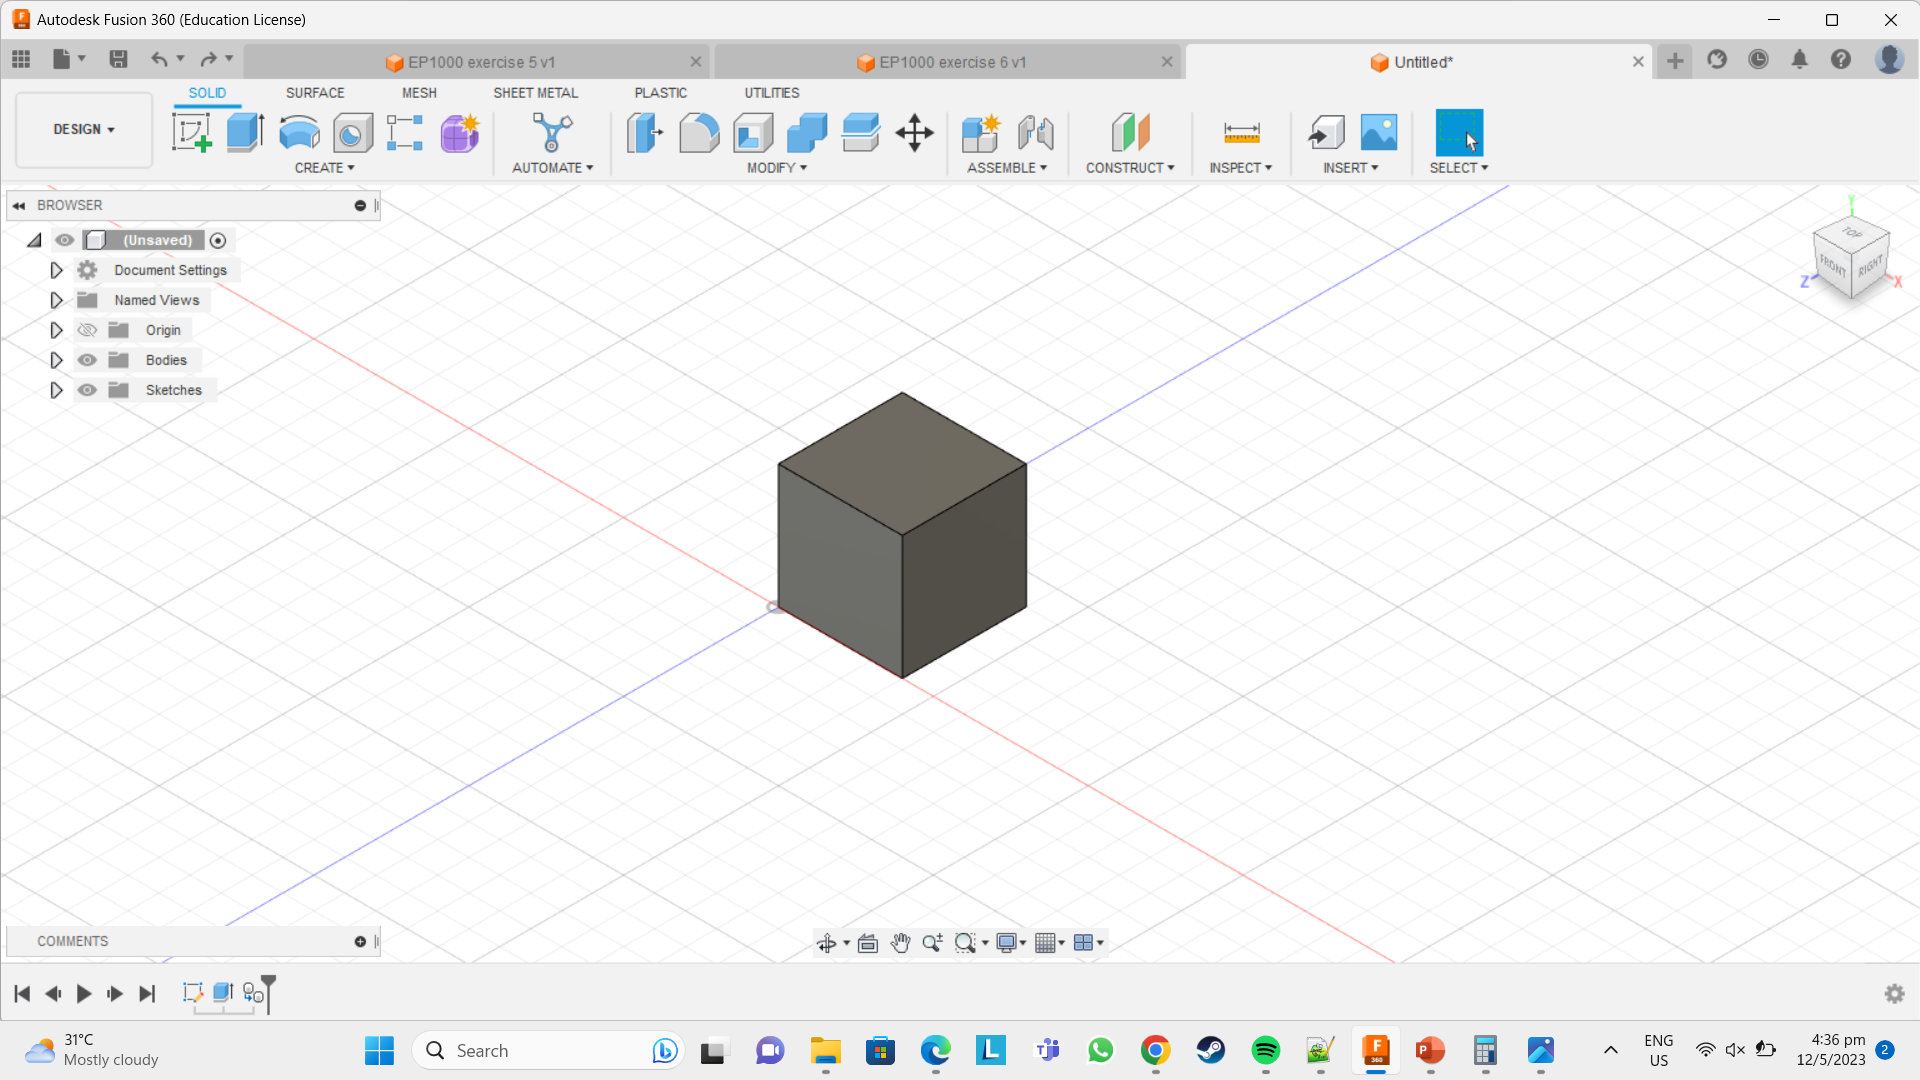 Autodesk Fusion 360 (Education License)
EP1000 exercise 5 v1
EP1000 exercise 6 v1
Untitled*
DESIGN
SOLID
SURFACE
MESH
SHEET METAL
PLASTIC
UTILITIES
CREATE
AUTOMATE
MODIFY
ASSEMBLE
CONSTRUCT
INSPECT
INSERT
SELECT
BROWSER
(Unsaved)
Document Settings
Named Views
Origin
Bodies
Sketches
Y
TOP
FRONT
RIGHT
Z
X
COMMENTS
31°C
Mostly cloudy
Search
ENG
US
4:36 pm
12/5/2023
2